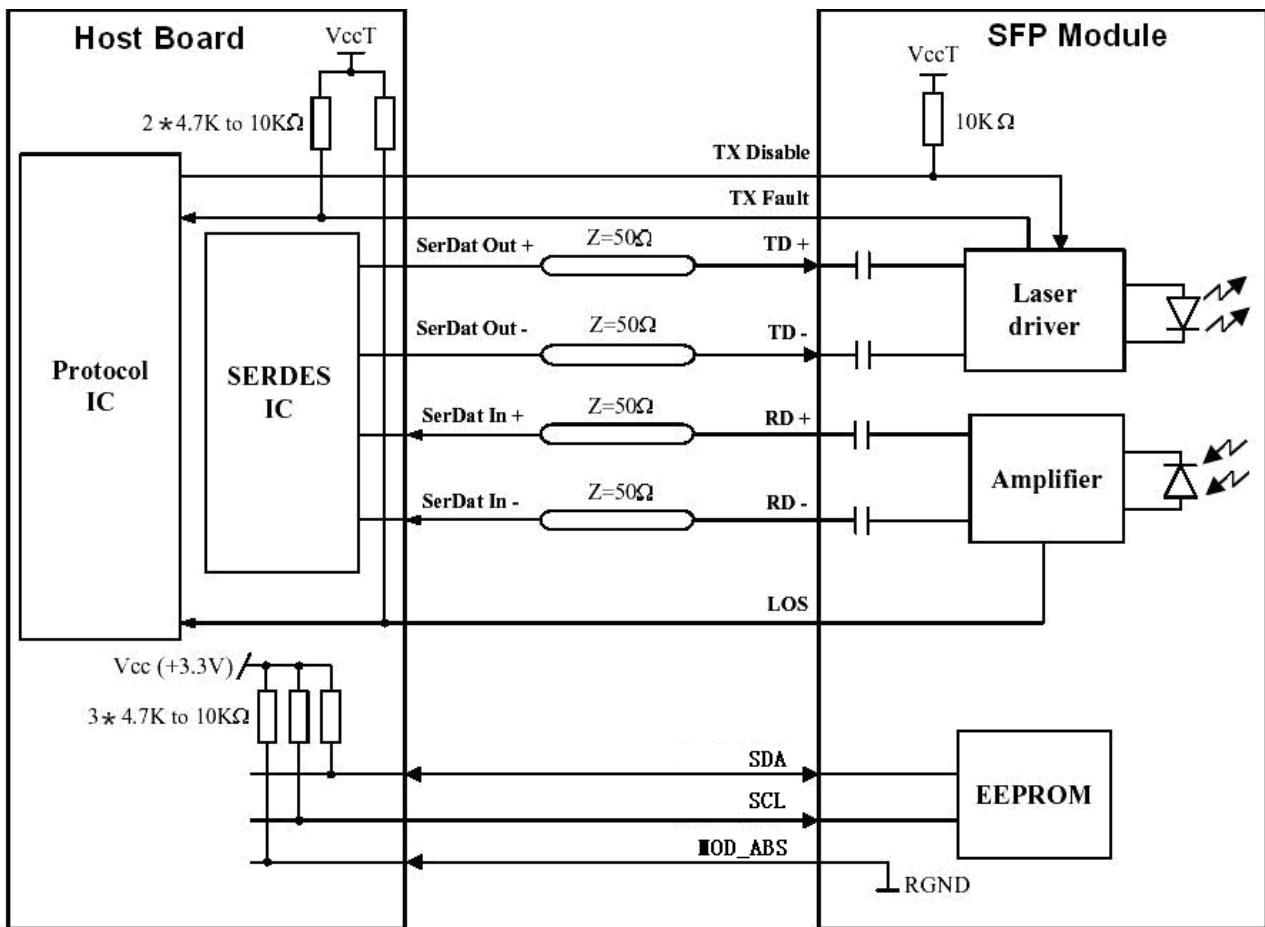 Host Board
VccT
2*4.7K to 10KΩ
SFP Module
VccT
10KΩ
TX Disable
TX Fault
SerDat Out +
Z=50Ω
TD +
SerDat Out -
Z=50Ω
TD -
SerDat In +
Z=50Ω
RD +
SerDat In -
Z=50Ω
RD -
Protocol
IC
SERDES
IC
Laser
driver
Amplifier
LOS
Vcc (+3.3V)
3* 4.7K to 10KΩ
SDA
SCL
MOD_ABS
EEPROM
RGND